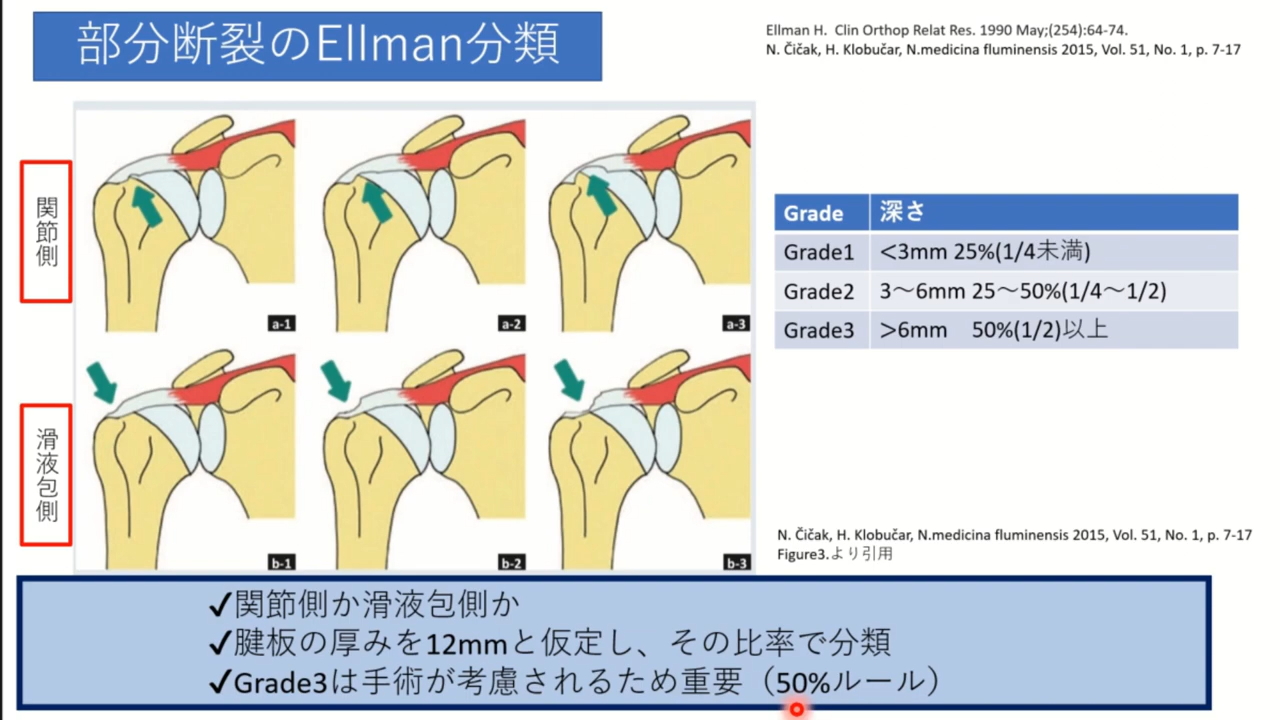 部分断裂のEllman分類
Ellman H. Clin Orthop Relat Res. 1990 May;(254):64-74.
N. Čičak, H. Klobučar, N.medicina fluminensis 2015, Vol. 51, No. 1, p. 7-17
関節側
a-1
a-2
a-3
滑液包側
b-1
b-2
b-3
Grade 深さ
Grade1 <3mm 25%(1/4未満)
Grade2 3〜6mm 25〜50%(1/4〜1/2)
Grade3 >6mm 50%(1/2)以上
N. Čičak, H. Klobučar, N.medicina fluminensis 2015, Vol. 51, No. 1, p. 7-17
Figure3.より引用
✓関節側か滑液包側か
✓腱板の厚みを12mmと仮定し、その比率で分類
✓Grade3は手術が考慮されるため重要（50%ルール）